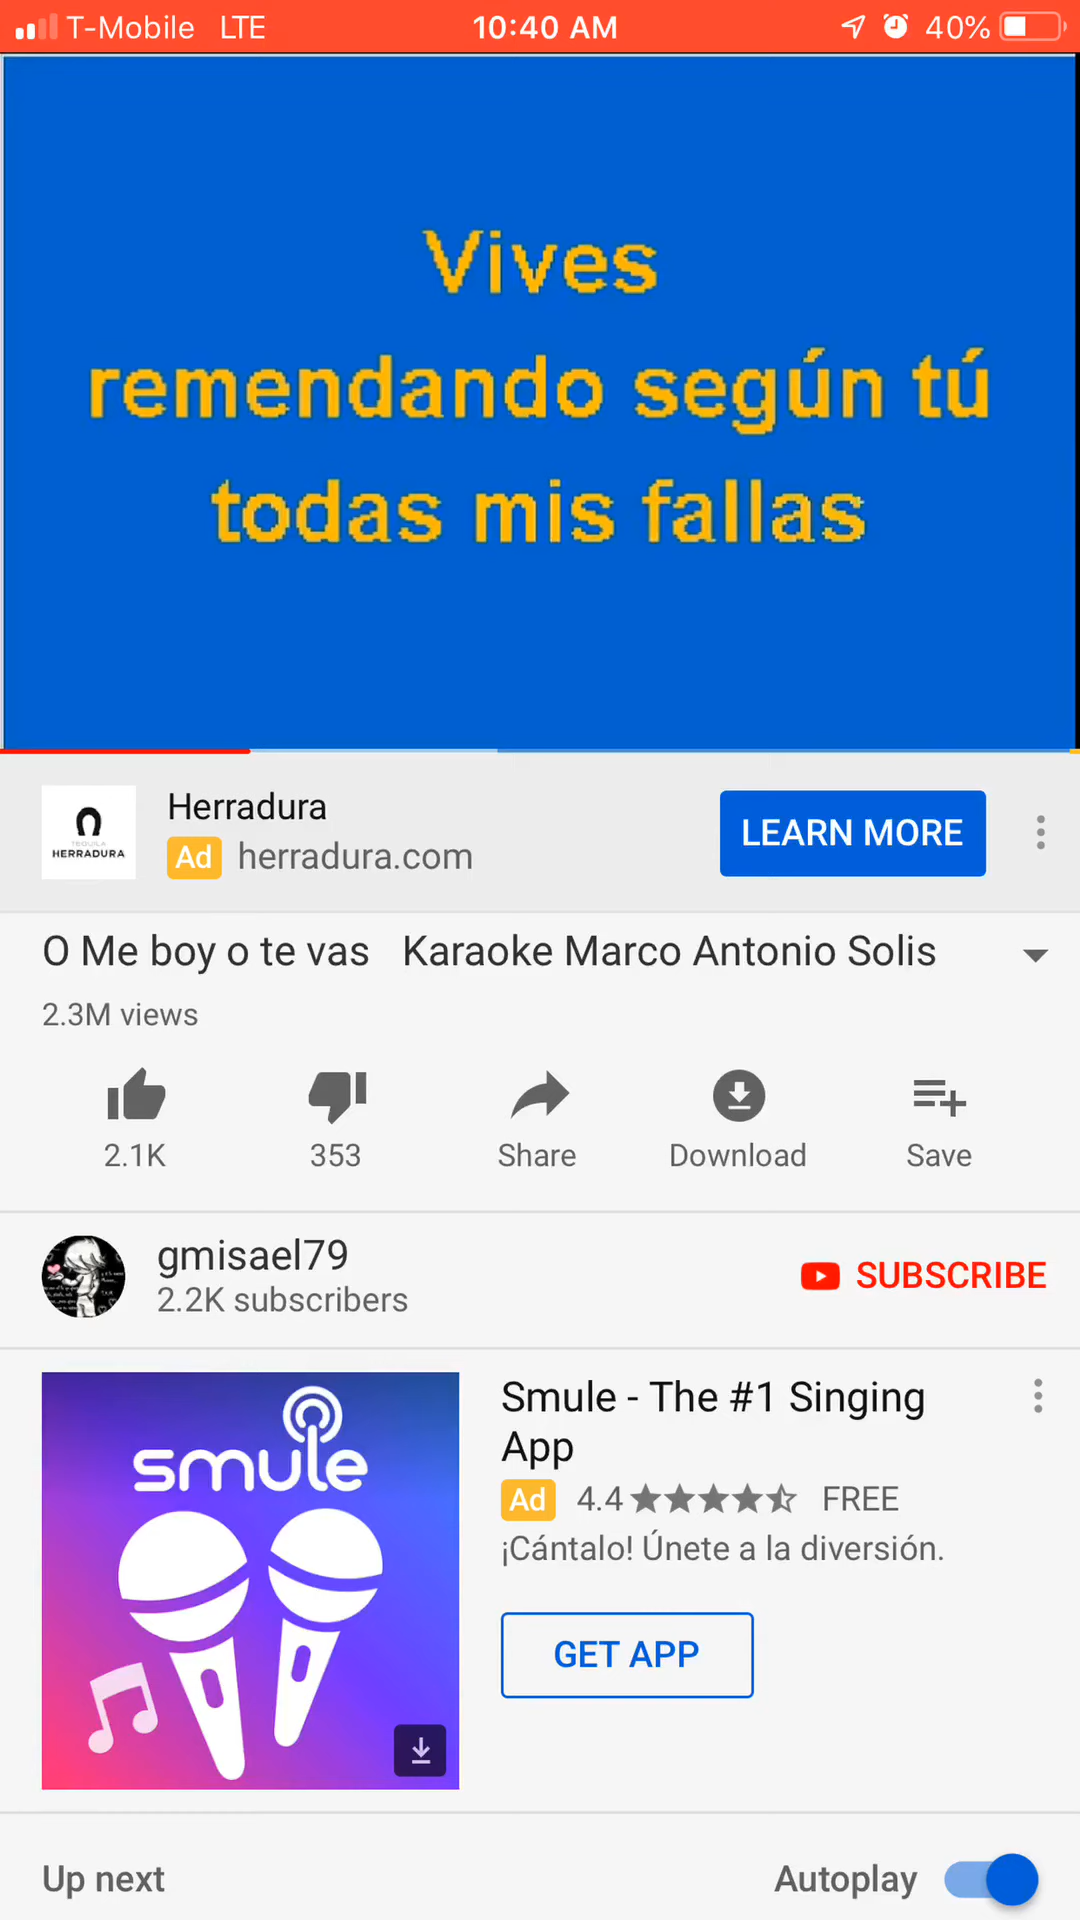 T-Mobile LTE 10:40 AM 40%
Vives
remendando según tú
todas mis fallas
TEQUILA
HERRADURA
Herradura
Ad herradura.com
LEARN MORE
O Me boy o te vas Karaoke Marco Antonio Solis
2.3M views
2.1K 353 Share Download Save
gmisael79
2.2K subscribers
SUBSCRIBE
smule
Smule - The #1 Singing
App
Ad 4.4 FREE
¡Cántalo! Únete a la diversión.
GET APP
Up next Autoplay